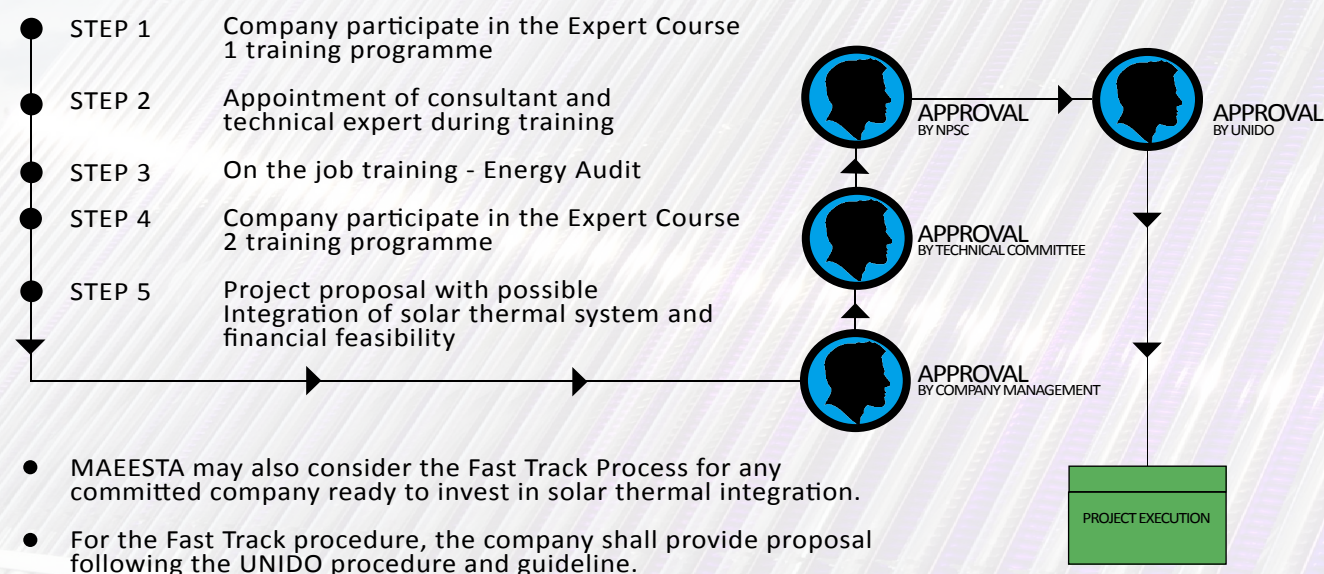 STEP 1 Company participate in the Expert Course
1 training programme
STEP 2 Appointment of consultant and
technical expert during training
STEP 3 On the job training - Energy Audit
STEP 4 Company participate in the Expert Course
2 training programme
STEP 5 Project proposal with possible
Integration of solar thermal system and
financial feasibility
APPROVAL
BY COMPANY MANAGEMENT
APPROVAL
BY TECHNICAL COMMITTEE
APPROVAL
BY NPSC
APPROVAL
BY UNIDO
PROJECT EXECUTION
● MAEESTA may also consider the Fast Track Process for any
committed company ready to invest in solar thermal integration.
● For the Fast Track procedure, the company shall provide proposal
following the UNIDO procedure and guideline.